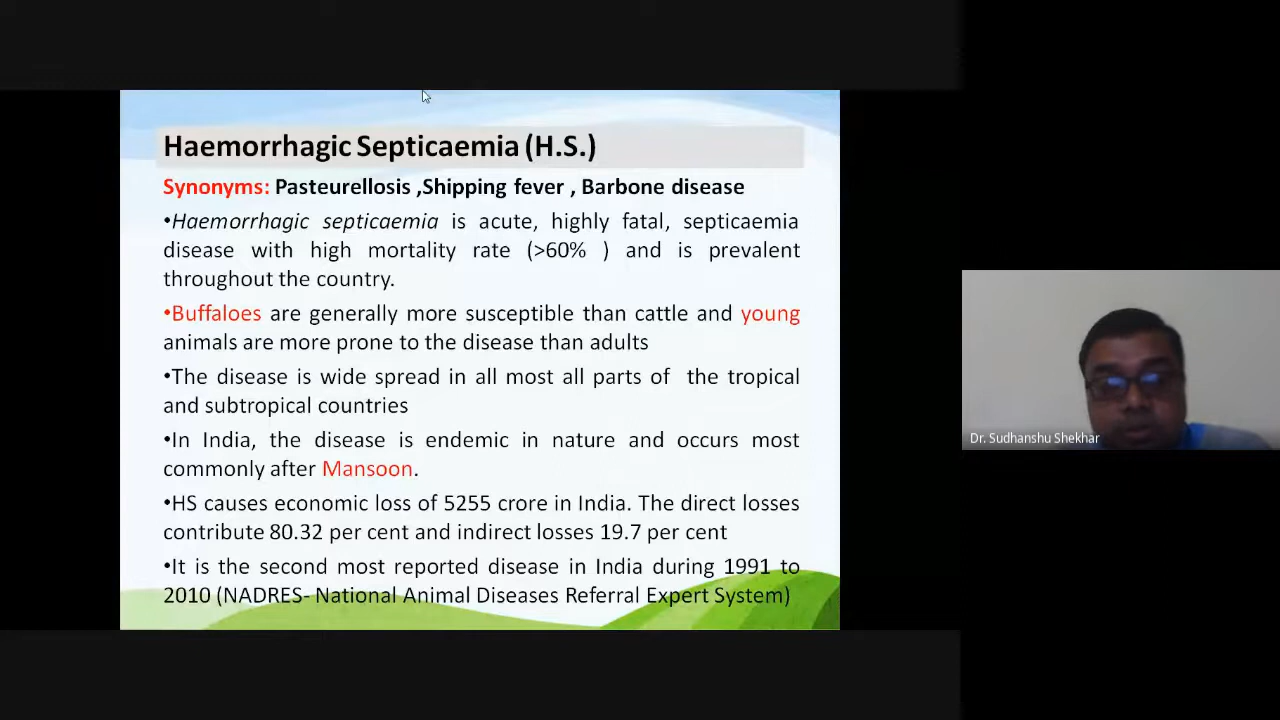 Haemorrhagic Septicaemia (H.S.)
Synonyms: Pasteurellosis ,Shipping fever , Barbone disease
•Haemorrhagic septicaemia is acute, highly fatal, septicaemia
disease with high mortality rate (>60% ) and is prevalent
throughout the country.
•Buffaloes are generally more susceptible than cattle and young
animals are more prone to the disease than adults
•The disease is wide spread in all most all parts of the tropical
and subtropical countries
•In India, the disease is endemic in nature and occurs most
commonly after Mansoon.
•HS causes economic loss of 5255 crore in India. The direct losses
contribute 80.32 per cent and indirect losses 19.7 per cent
•It is the second most reported disease in India during 1991 to
2010 (NADRES- National Animal Diseases Referral Expert System)
Dr. Sudhanshu Shekhar